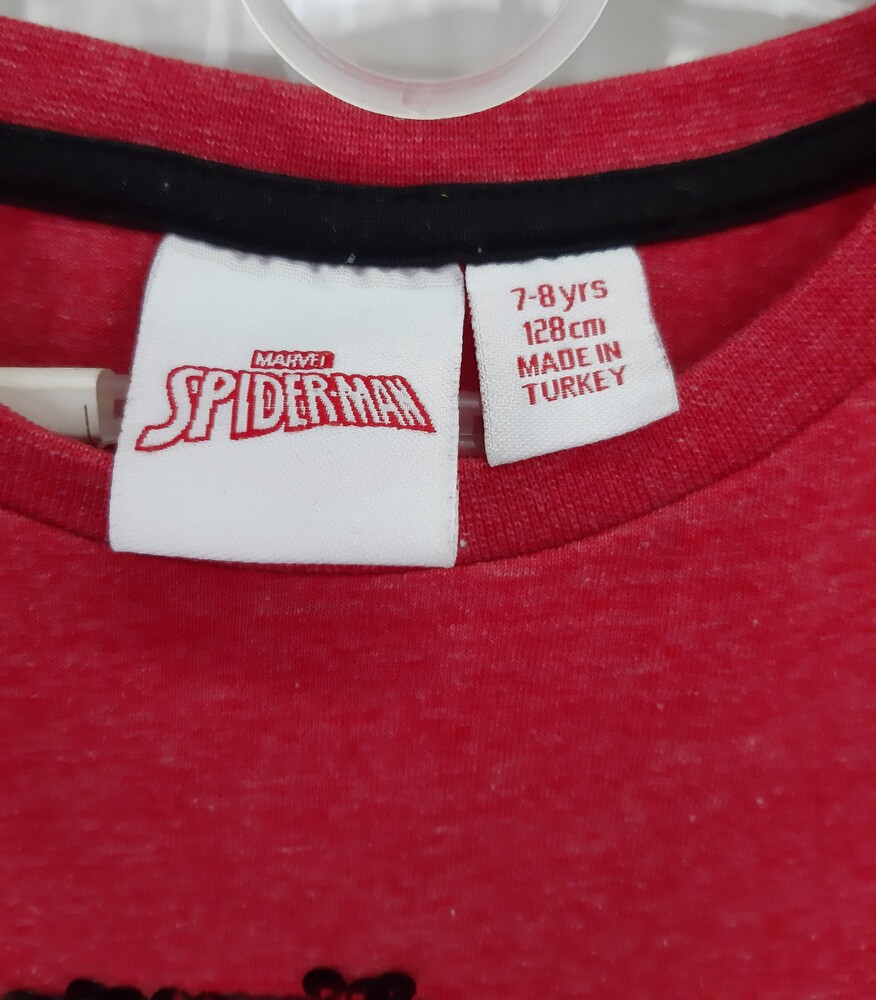 MARVEL
SPIDER-MAN
7-8 yrs
128cm
MADE IN
TURKEY